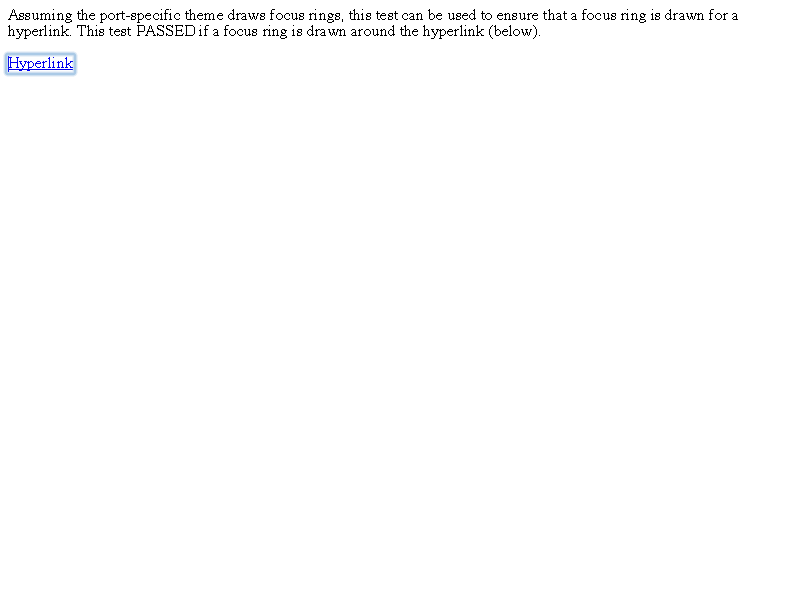 Assuming the port-specific theme draws focus rings, this test can be used to ensure that a focus ring is drawn for a
hyperlink. This test PASSED if a focus ring is drawn around the hyperlink (below).
Hyperlink